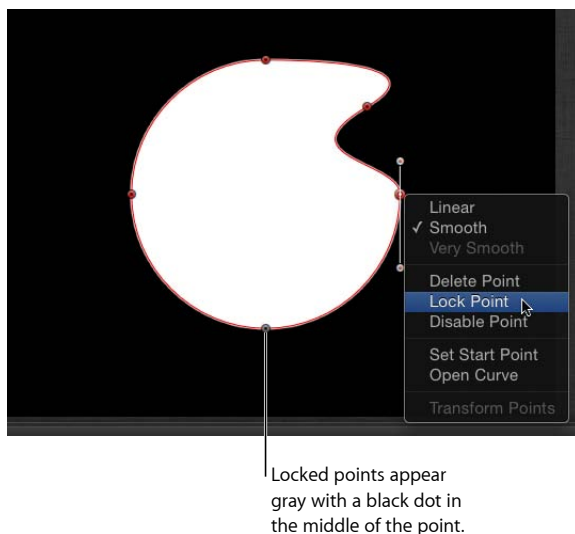 Linear
✓ Smooth
Very Smooth
Delete Point
Lock Point
Disable Point
Set Start Point
Open Curve
Transform Points
Locked points appear
gray with a black dot in
the middle of the point.